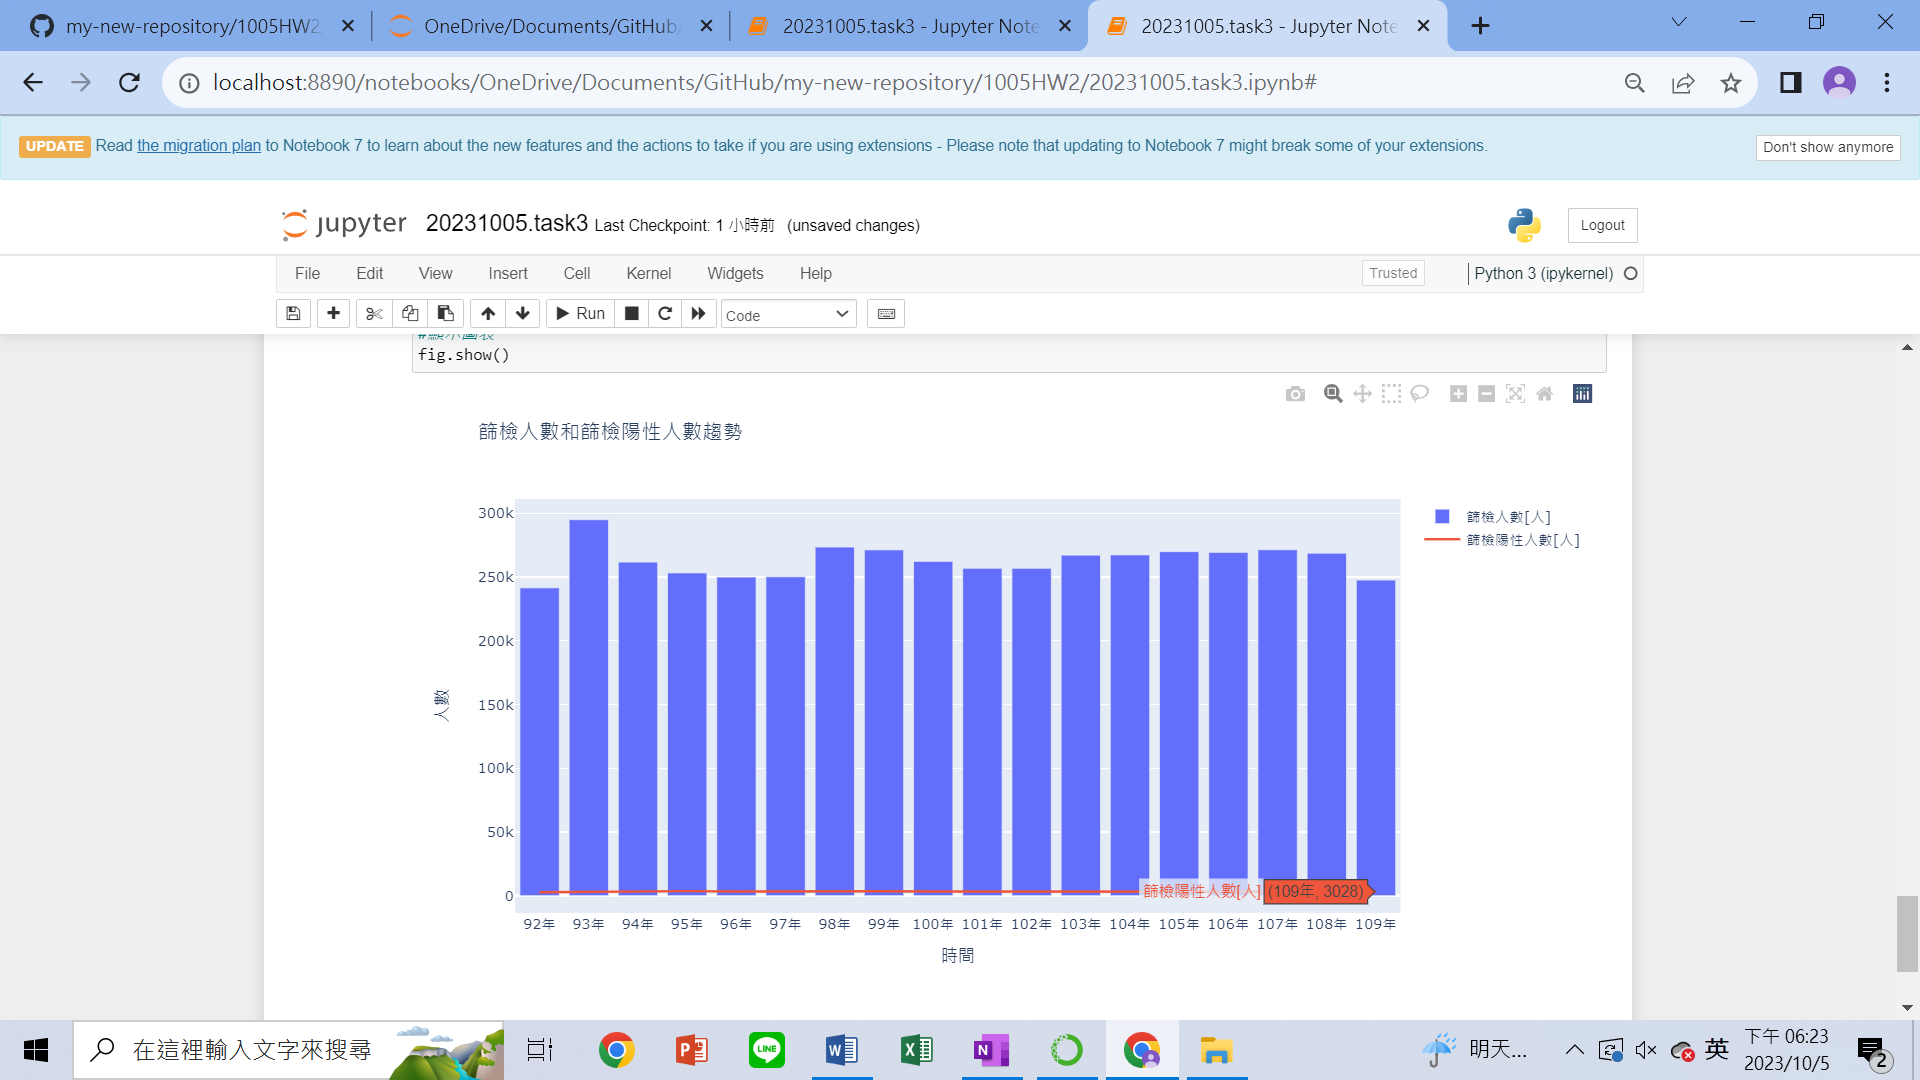 my-new-repository/1005HW2
OneDrive/Documents/GitHub/
20231005.task3 - Jupyter Note
20231005.task3 - Jupyter Note
localhost:8890/notebooks/OneDrive/Documents/GitHub/my-new-repository/1005HW2/20231005.task3.ipynb#
UPDATE Read the migration plan to Notebook 7 to learn about the new features and the actions to take if you are using extensions - Please note that updating to Notebook 7 might break some of your extensions.
Don't show anymore
jupyter 20231005.task3 Last Checkpoint: 1 小時前 (unsaved changes)
Logout
File Edit View Insert Cell Kernel Widgets Help
Trusted
Python 3 (ipykernel)
Run
Code
#顯示圖表
fig.show()
篩檢人數和篩檢陽性人數趨勢
300k
250k
200k
150k
100k
50k
0
人數
篩檢人數[人]
篩檢陽性人數[人]
篩檢陽性人數[人] (109年, 3028)
92年 93年 94年 95年 96年 97年 98年 99年 100年 101年 102年 103年 104年 105年 106年 107年 108年 109年
時間
在這裡輸入文字來搜尋
P
LINE
W
X
N
明天...
英
下午 06:23
2023/10/5
2